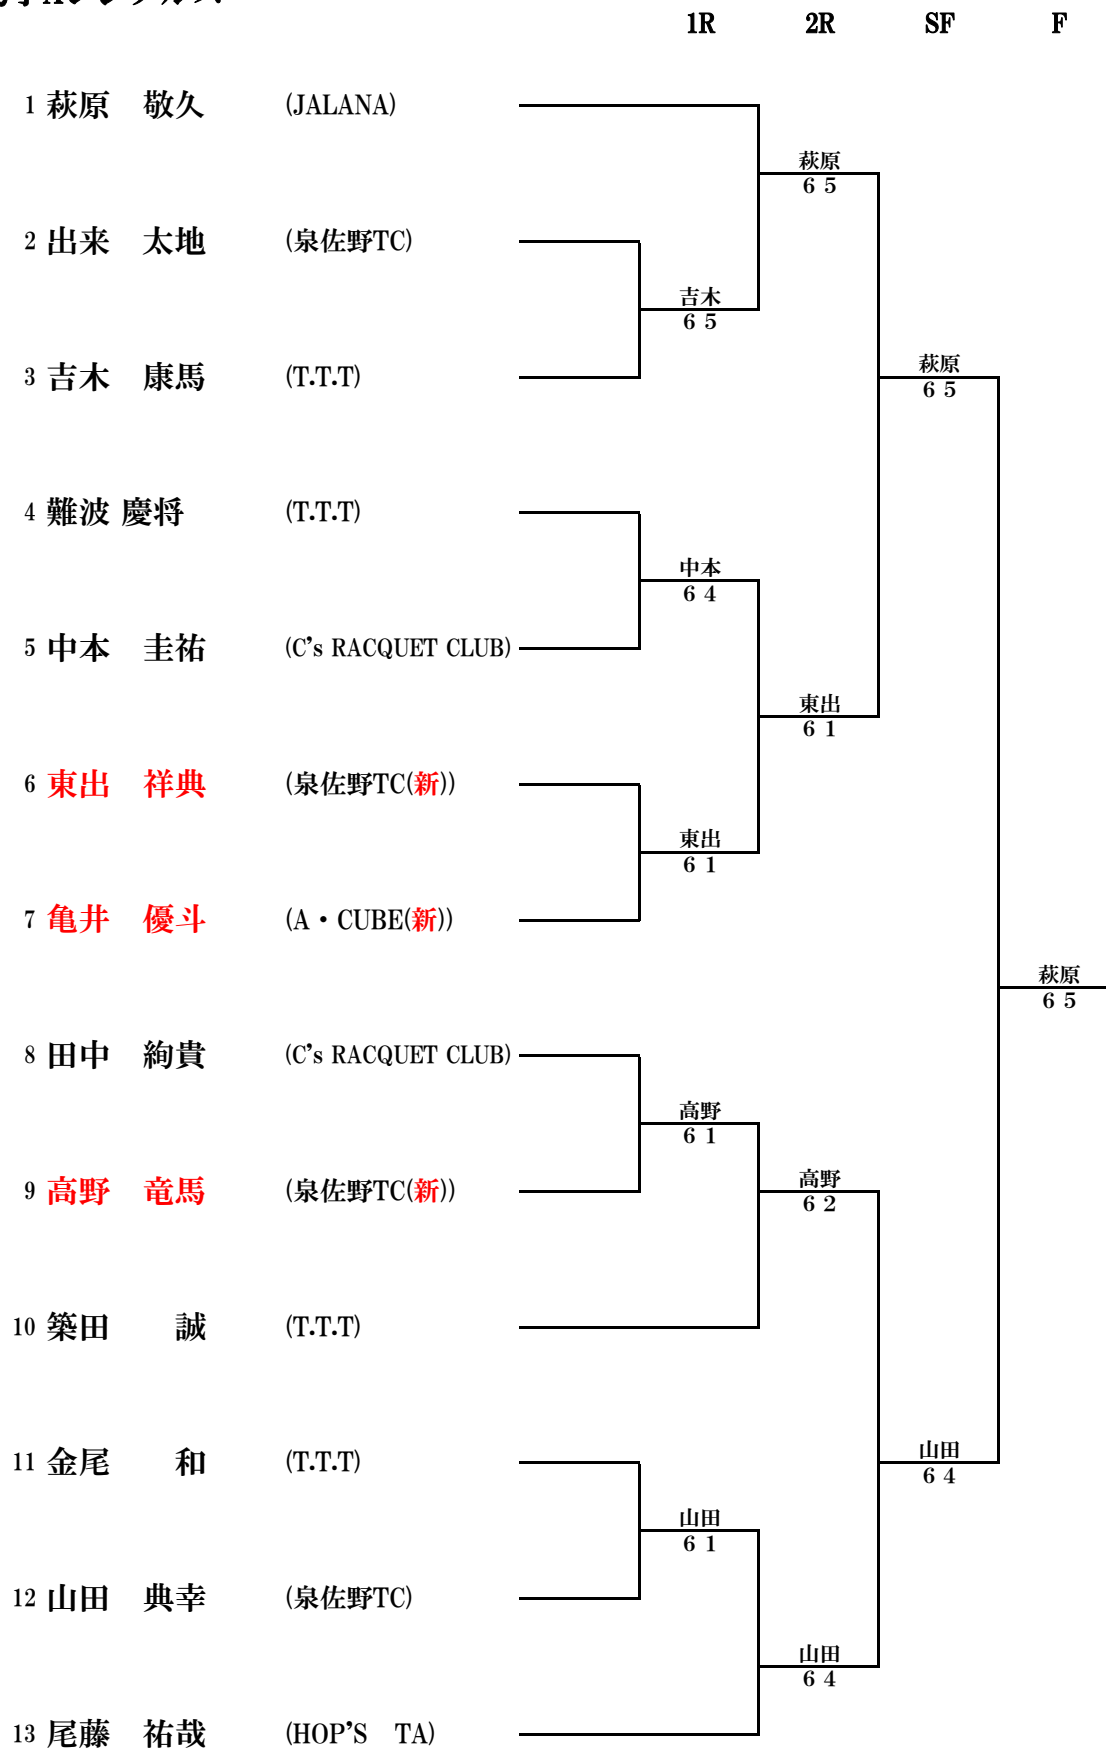 1R 2R SF F
1 萩原 敬久 (JALANA)
萩原
6 5
2 出来 太地 (泉佐野TC)
吉木
6 5
3 吉木 康馬 (T.T.T)
萩原
6 5
4 難波 慶将 (T.T.T)
中本
6 4
5 中本 圭祐 (C's RACQUET CLUB)
東出
6 1
6 東出 祥典 (泉佐野TC(新))
東出
6 1
7 亀井 優斗 (A・CUBE(新))
萩原
6 5
8 田中 絢貴 (C's RACQUET CLUB)
高野
6 1
9 高野 竜馬 (泉佐野TC(新))
高野
6 2
10 築田 誠 (T.T.T)
11 金尾 和 (T.T.T)
山田
6 4
山田
6 1
12 山田 典幸 (泉佐野TC)
山田
6 4
13 尾藤 祐哉 (HOP'S TA)